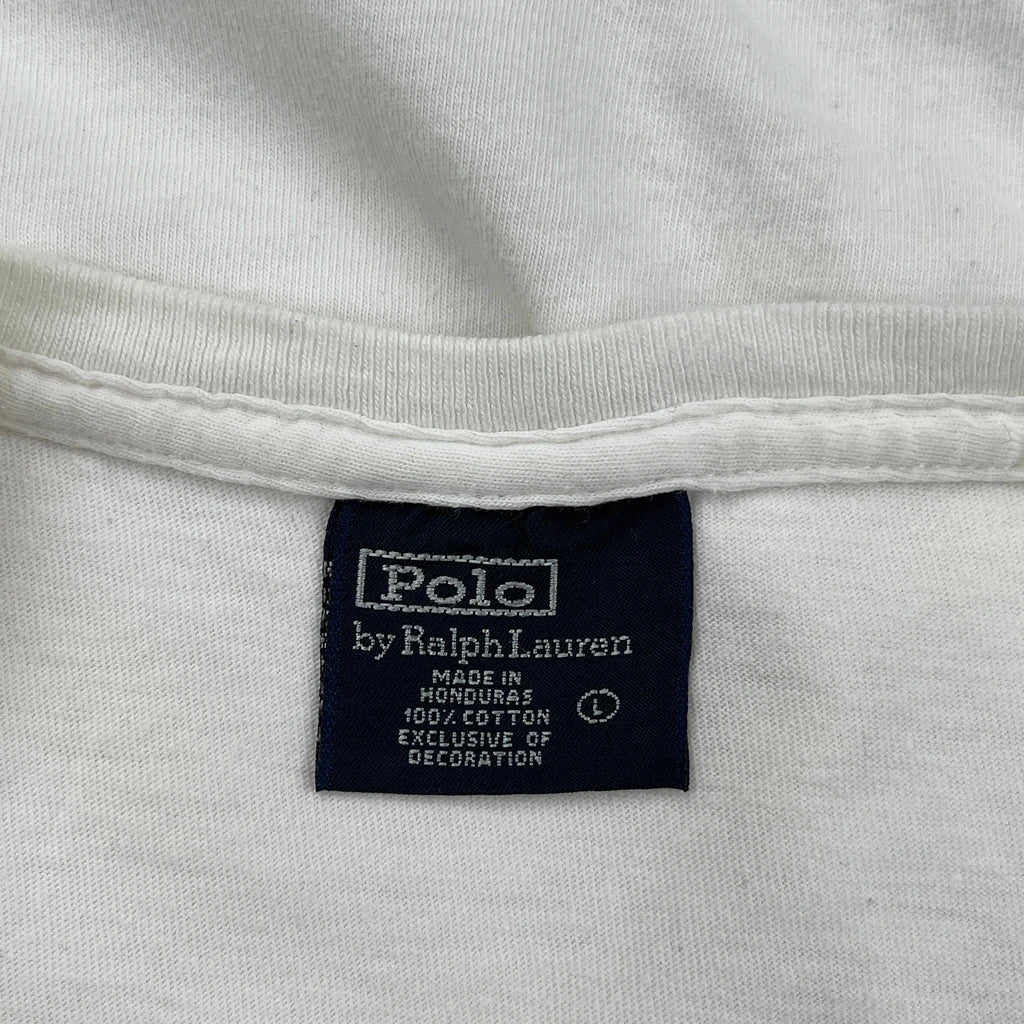 Polo
by Ralph Lauren
MADE IN
HONDURAS
100% COTTON
L
EXCLUSIVE OF
DECORATION